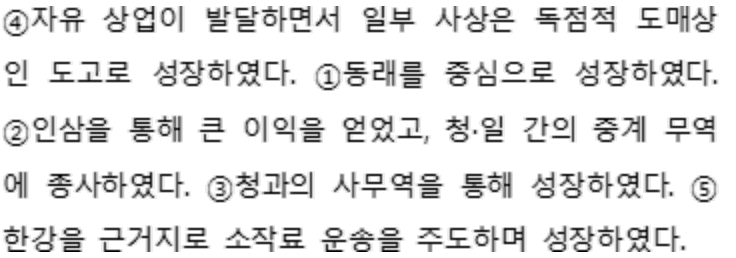 ④자유 상업이 발달하면서 일부 사상은 독점적 도매상
인 도고로 성장하였다. ①동래를 중심으로 성장하였다.
②인삼을 통해 큰 이익을 얻었고, 청·일 간의 중계 무역
에 종사하였다. ③청과의 사무역을 통해 성장하였다. ⑤
한강을 근거지로 소작료 운송을 주도하며 성장하였다.